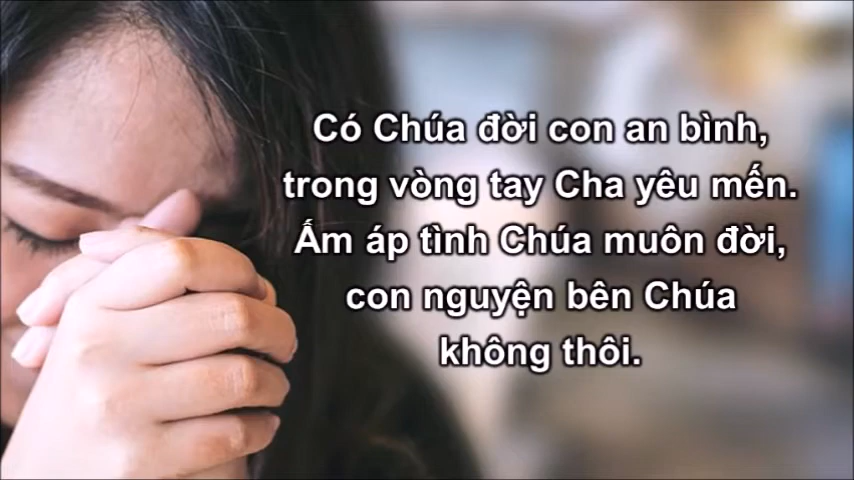 Có Chúa đời con an bình,
trong vòng tay Cha yêu mến.
Ấm áp tình Chúa muôn đời,
con nguyện bên Chúa
không thôi.